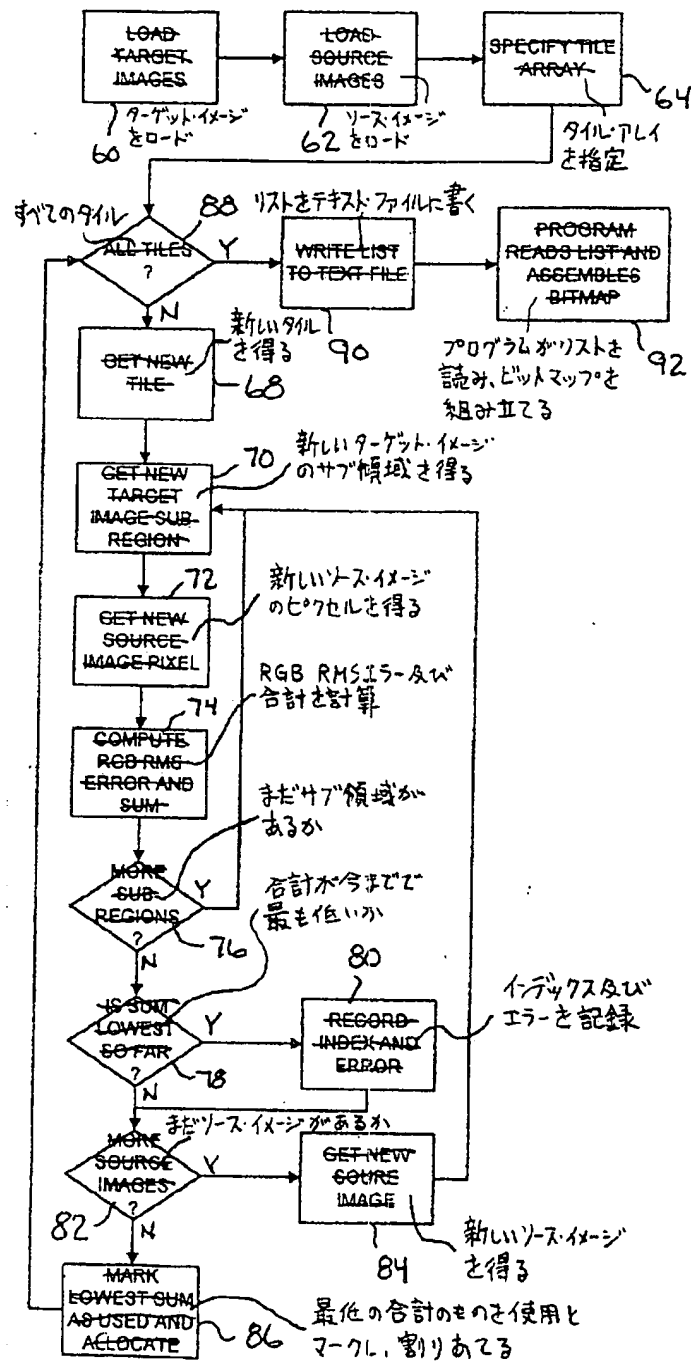 LOAD
TARGET
IMAGES
ターゲット・イメージ
をロード
60
LOAD
SOURCE
IMAGES
ソース・イメージ
をロード
62
SPECIFY TILE
ARRAY
64
タイル・アレイ
を指定
すべてのタイル
88
ALL TILES
?
Y
N
リストをテキスト・ファイルに書く
WRITE LIST
TO TEXT FILE
90
PROGRAM
READS LIST AND
ASSEMBLES
BITMAP
92
プログラムがリストを
読み、ビットマップを
組み立てる
新しいタイル
を得る
GET NEW
TILE
68
70
新しいターゲット・イメージ
のサブ領域を得る
GET NEW
TARGET
IMAGE SUB-
REGION
72
新しいソース・イメージ
のピクセルを得る
GET NEW
SOURCE
IMAGE PIXEL
74
RGB RMSエラー及び
合計を計算
COMPUTE
RGB RMS
ERROR AND
SUM
まだサブ領域が
あるか
MORE
SUB-
REGIONS
?
Y
76
N
合計が今までで
最も低いか
IS SUM
LOWEST
SO FAR
?
Y
78
N
80
RECORD
INDEX AND
ERROR
インデックス及び
エラーを記録
まだソース・イメージがあるか
MORE
SOURCE
IMAGES
?
Y
82
N
GET NEW
SOURE
IMAGE
84
新しいソース・イメージ
を得る
MARK
LOWEST SUM
AS USED AND
ALLOCATE
86
最低の合計のものを使用と
マークし、割りあてる